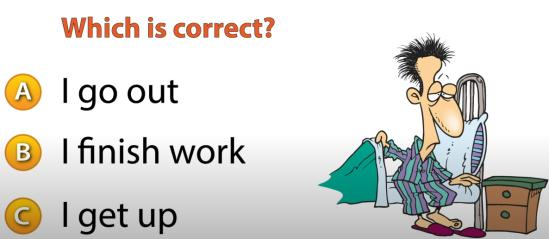 Which is correct?
A I go out
B I finish work
C I get up